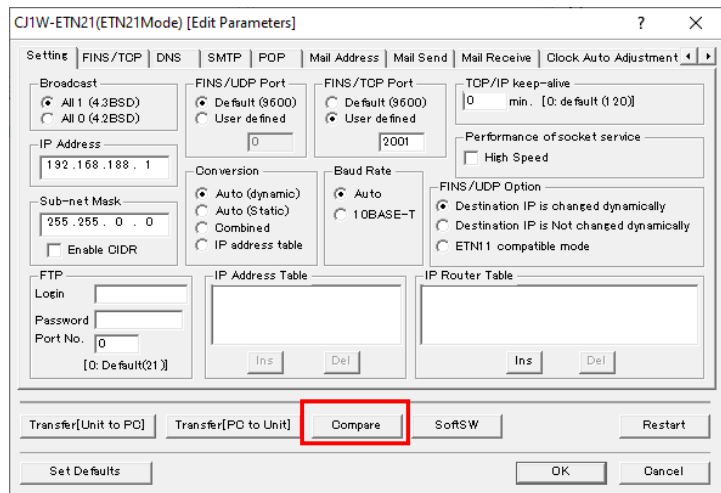 CJ1W-ETN21(ETN21Mode) [Edit Parameters]
Setting FINS/TCP DNS SMTP POP Mail Address Mail Send Mail Receive Clock Auto Adjustment
Broadcast
All 1 (4.3BSD)
All 0 (4.2BSD)
FINS/UDP Port
Default (9600)
User defined
0
FINS/TCP Port
Default (9600)
User defined
2001
TCP/IP keep-alive
0 min. [0: default (120)]
IP Address
192.168.188. 1
Performance of socket service
High Speed
Sub-net Mask
255.255. 0 . 0
Enable CIDR
Conversion
Auto (dynamic)
Auto (Static)
Combined
IP address table
Baud Rate
Auto
10BASE-T
FINS/UDP Option
Destination IP is changed dynamically
Destination IP is Not changed dynamically
ETN11 compatible mode
FTP
Login
Password
Port No. 0
[0: Default(21)]
IP Address Table
Ins Del
IP Router Table
Ins Del
Transfer[Unit to PC] Transfer[PC to Unit] Compare SoftSW Restart
Set Defaults OK Cancel